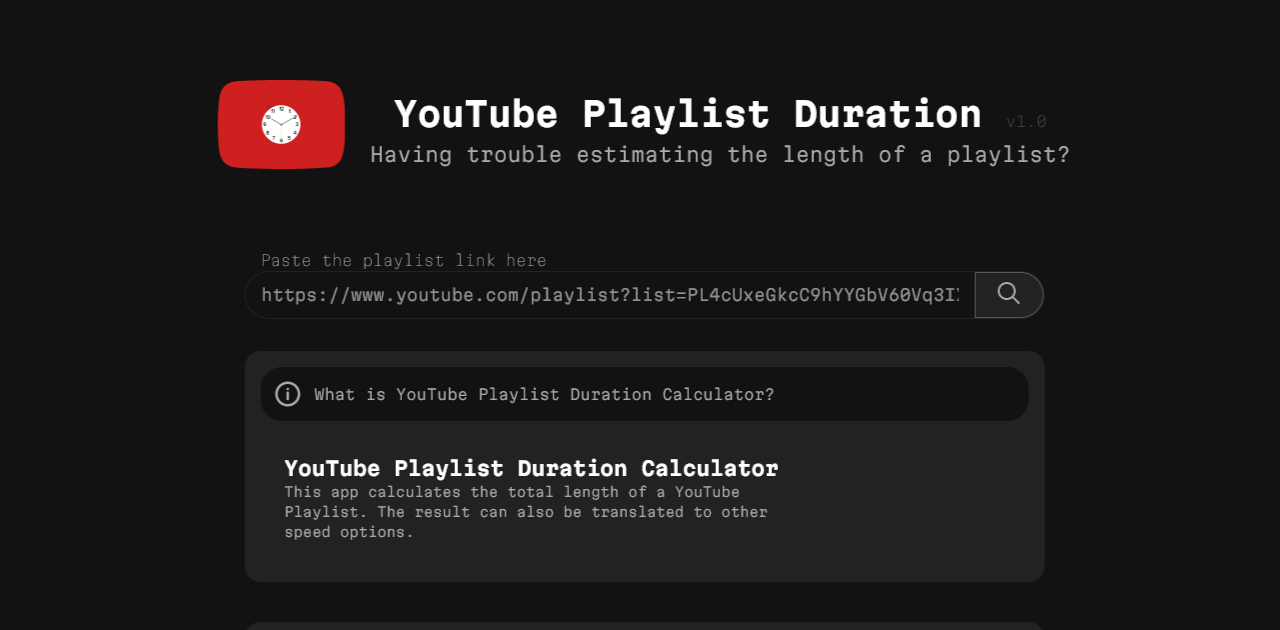 YouTube Playlist Duration v1.0
Having trouble estimating the length of a playlist?
Paste the playlist link here
https://www.youtube.com/playlist?list=PL4cUxeGkcC9hYYGbV60Vq3I
What is YouTube Playlist Duration Calculator?
YouTube Playlist Duration Calculator
This app calculates the total length of a YouTube
Playlist. The result can also be translated to other
speed options.